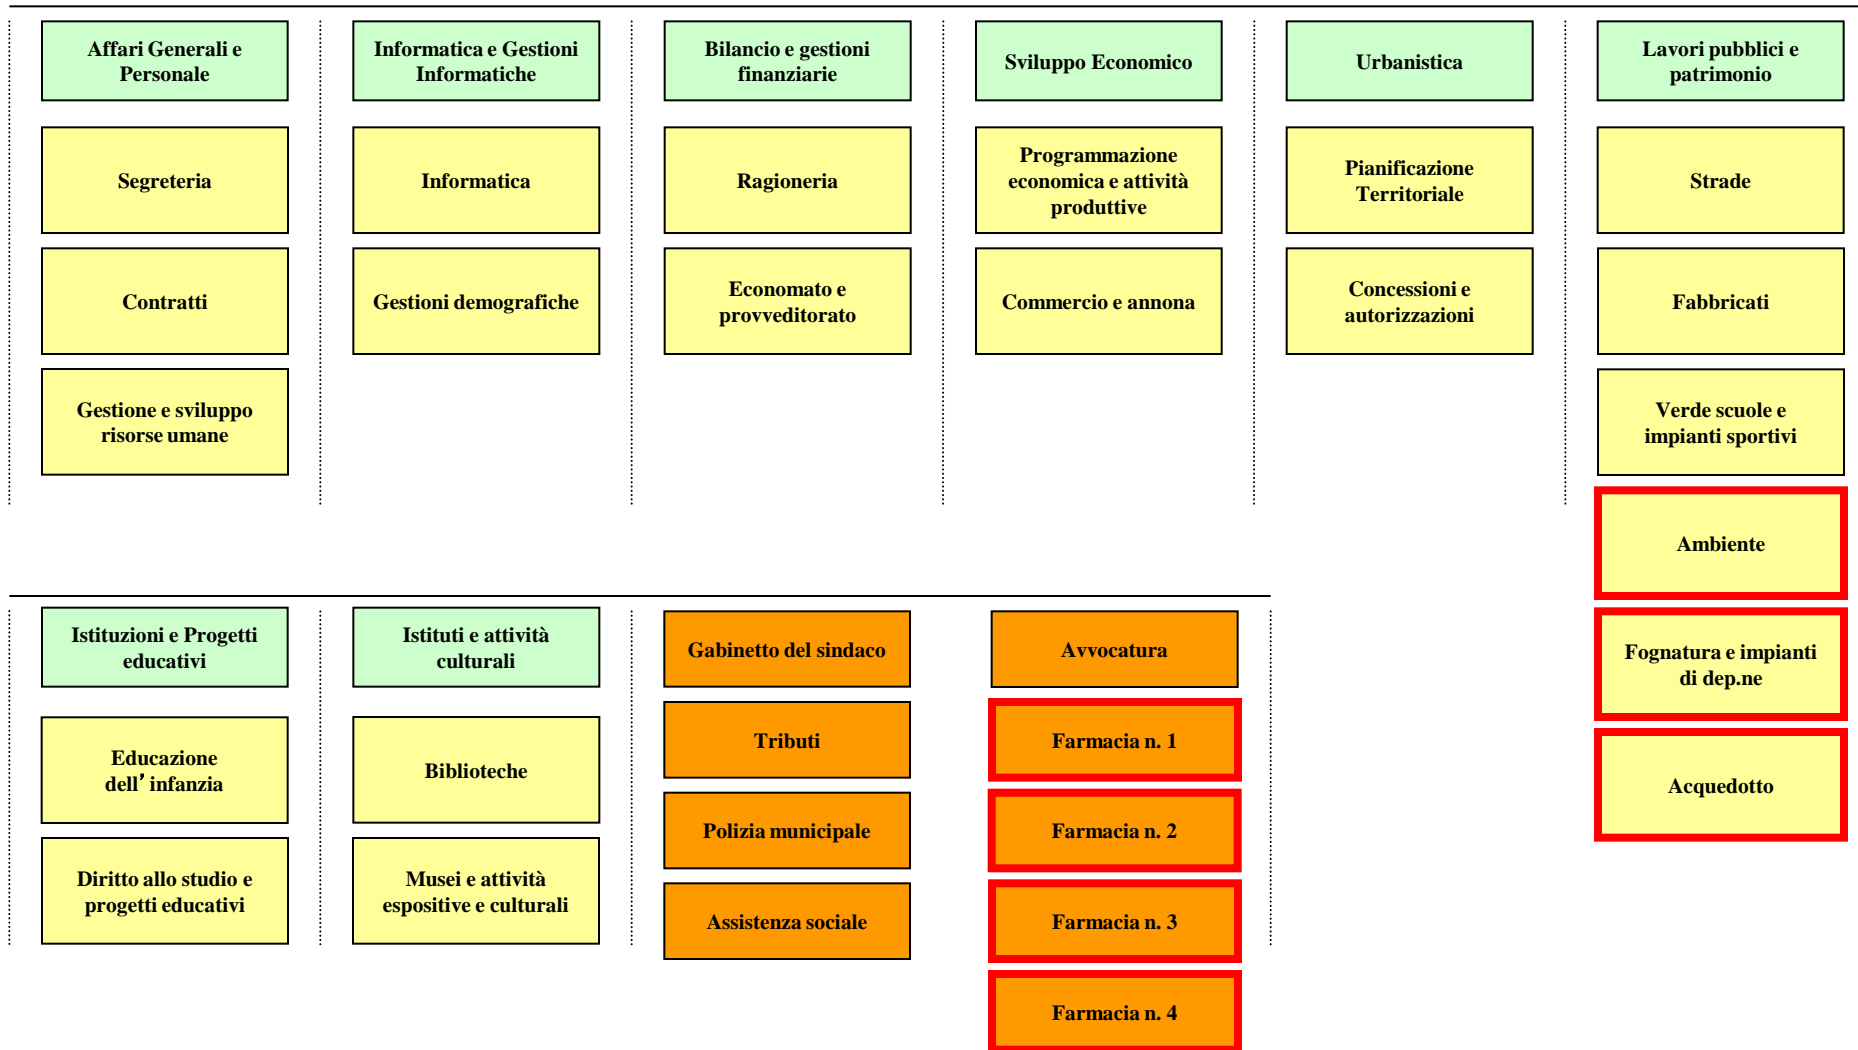 Affari Generali e
Personale
Informatica e Gestioni
Informatiche
Bilancio e gestioni
finanziarie
Sviluppo Economico
Urbanistica
Lavori pubblici e
patrimonio
Segreteria
Informatica
Ragioneria
Programmazione
economica e attività
produttive
Pianificazione
Territoriale
Strade
Contratti
Gestioni demografiche
Economato e
provveditorato
Commercio e annona
Concessioni e
autorizzazioni
Fabbricati
Gestione e sviluppo
risorse umane
Verde scuole e
impianti sportivi
Ambiente
Fognatura e impianti
di dep.ne
Acquedotto
Istituzioni e Progetti
educativi
Istituti e attività
culturali
Gabinetto del sindaco
Avvocatura
Educazione
dell’ infanzia
Biblioteche
Tributi
Farmacia n. 1
Polizia municipale
Farmacia n. 2
Diritto allo studio e
progetti educativi
Musei e attività
espositive e culturali
Assistenza sociale
Farmacia n. 3
Farmacia n. 4